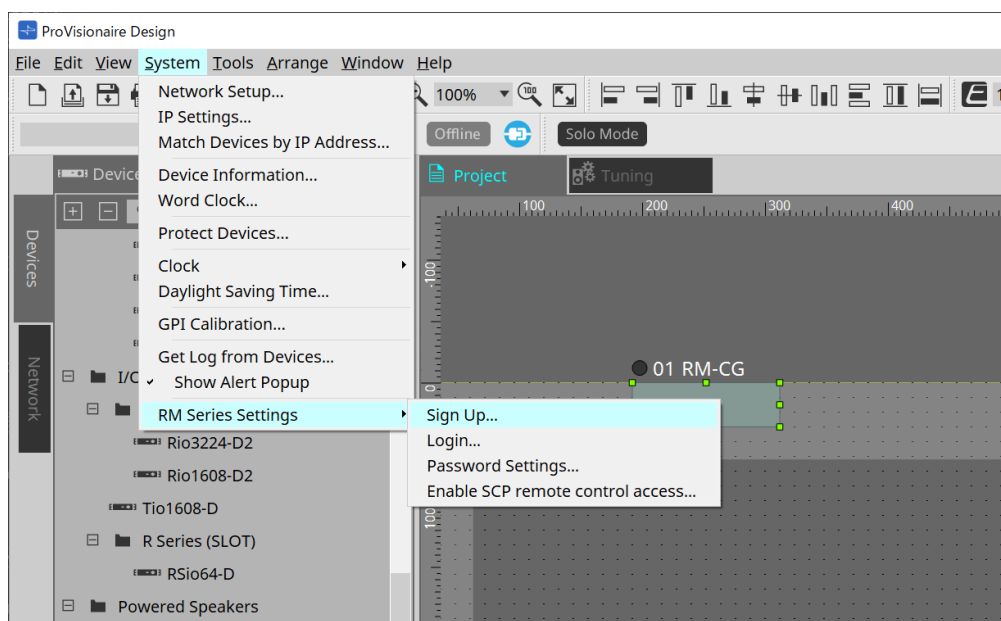 ProVisionaire Design
File Edit View System Tools Arrange Window Help
100%
Offline Solo Mode
Network Setup...
IP Settings...
Match Devices by IP Address...
Device Information...
Word Clock...
Protect Devices...
Clock
Daylight Saving Time...
GPI Calibration...
Get Log from Devices...
Show Alert Popup
RM Series Settings
Sign Up...
Login...
Password Settings...
Enable SCP remote control access...
Project Tuning
100 200 300 400
-100
0
100
01 RM-CG
Devices
Network
Rio3224-D2
Rio1608-D2
Tio1608-D
R Series (SLOT)
RSio64-D
Powered Speakers